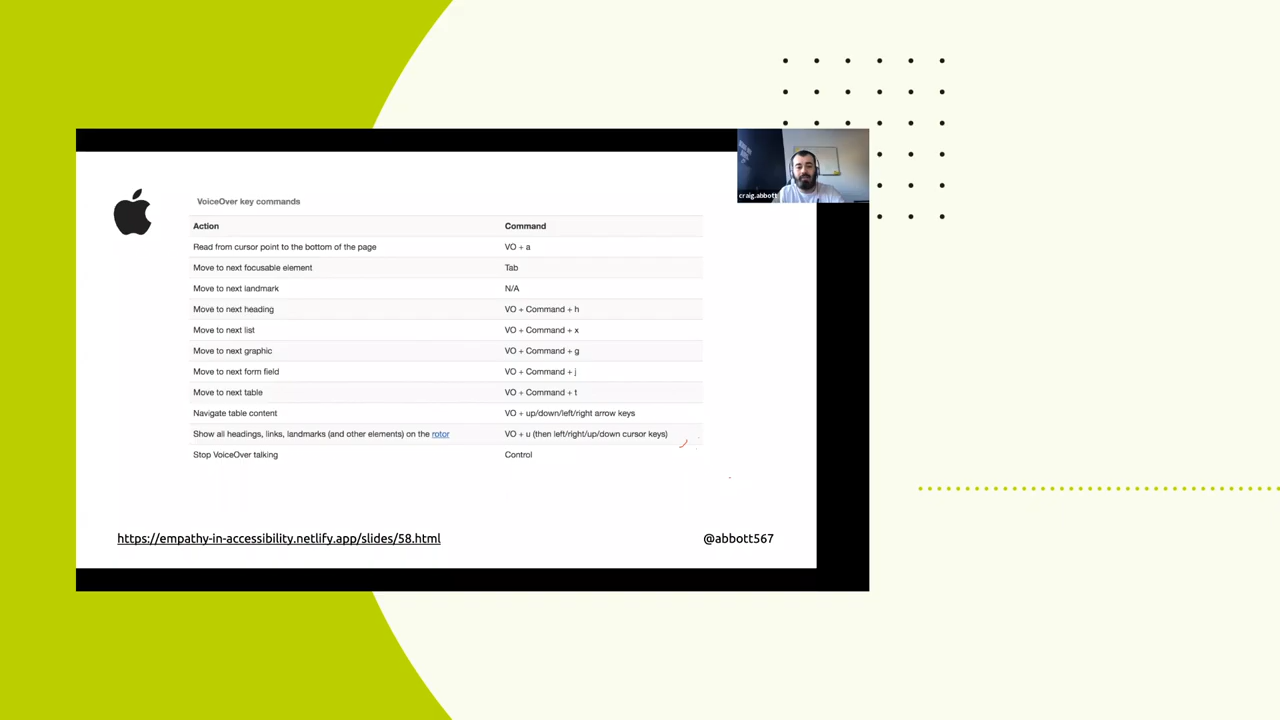 craig.abbott
VoiceOver key commands
Action Command
Read from cursor point to the bottom of the page VO + a
Move to next focusable element Tab
Move to next landmark N/A
Move to next heading VO + Command + h
Move to next list VO + Command + x
Move to next graphic VO + Command + g
Move to next form field VO + Command + j
Move to next table VO + Command + t
Navigate table content VO + up/down/left/right arrow keys
Show all headings, links, landmarks (and other elements) on the rotor VO + u (then left/right/up/down cursor keys)
Stop VoiceOver talking Control
https://empathy-in-accessibility.netlify.app/slides/58.html @abbott567